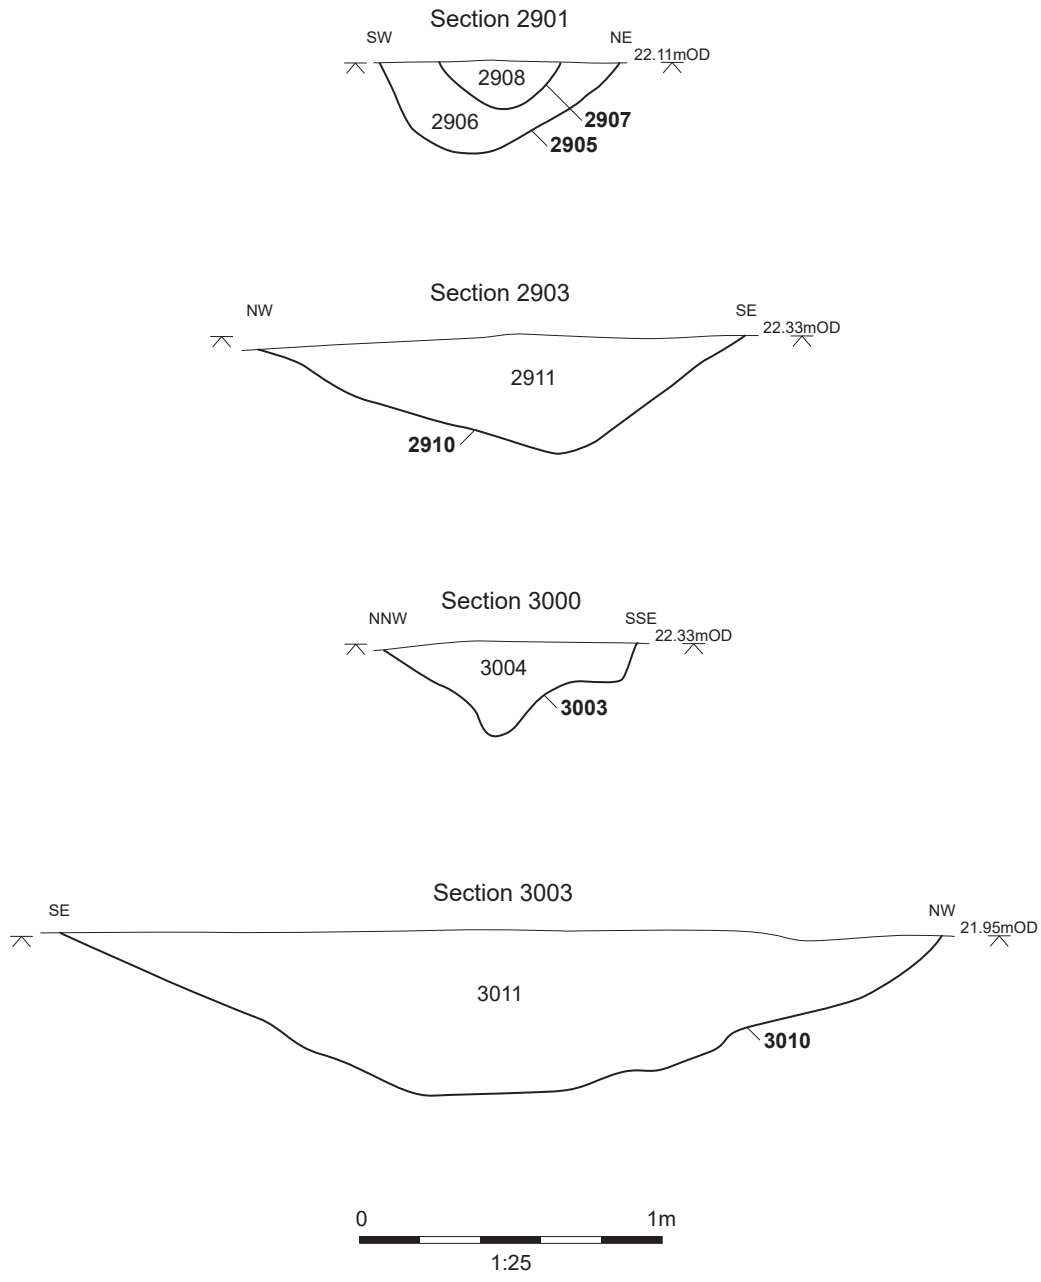 Section 2901
SW NE
22.11mOD
2908
2906
2907
2905
Section 2903
NW SE
22.33mOD
2911
2910
Section 3000
NNW SSE
22.33mOD
3004
3003
Section 3003
SE NW
21.95mOD
3011
3010
0 1m
1:25